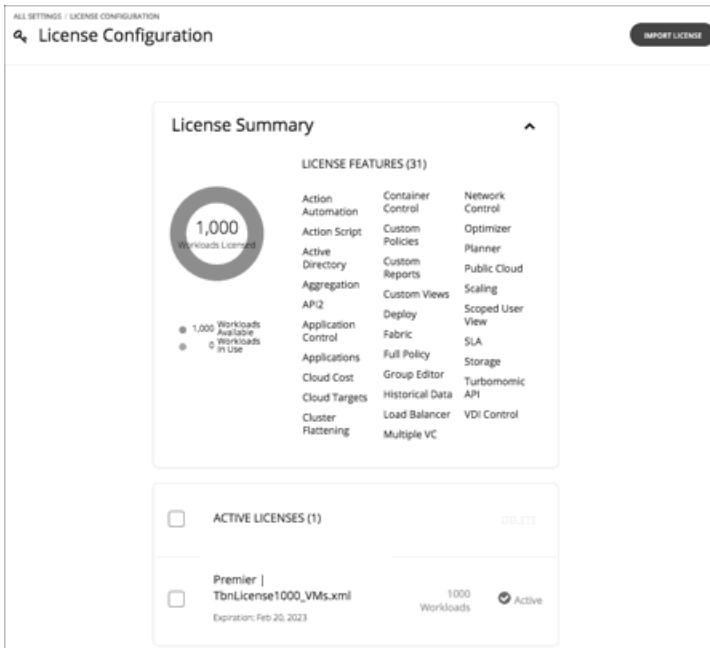 ALL SETTINGS / LICENSE CONFIGURATION
License Configuration
IMPORT LICENSE
License Summary
1,000
Workloads Licensed
1,000 Workloads
Available
0 Workloads
In Use
LICENSE FEATURES (31)
Action
Automation
Action Script
Active
Directory
Aggregation
API2
Application
Control
Applications
Cloud Cost
Cloud Targets
Cluster
Flattening
Container
Control
Custom
Policies
Custom
Reports
Custom Views
Deploy
Fabric
Full Policy
Group Editor
Historical Data
Load Balancer
Multiple VC
Network
Control
Optimizer
Planner
Public Cloud
Scaling
Scoped User
View
SLA
Storage
Turbomomic
API
VDI Control
ACTIVE LICENSES (1)
DELETE
Premier |
TbnLicense1000_VMs.xml
Expiration: Feb 20, 2023
1000
Workloads
Active